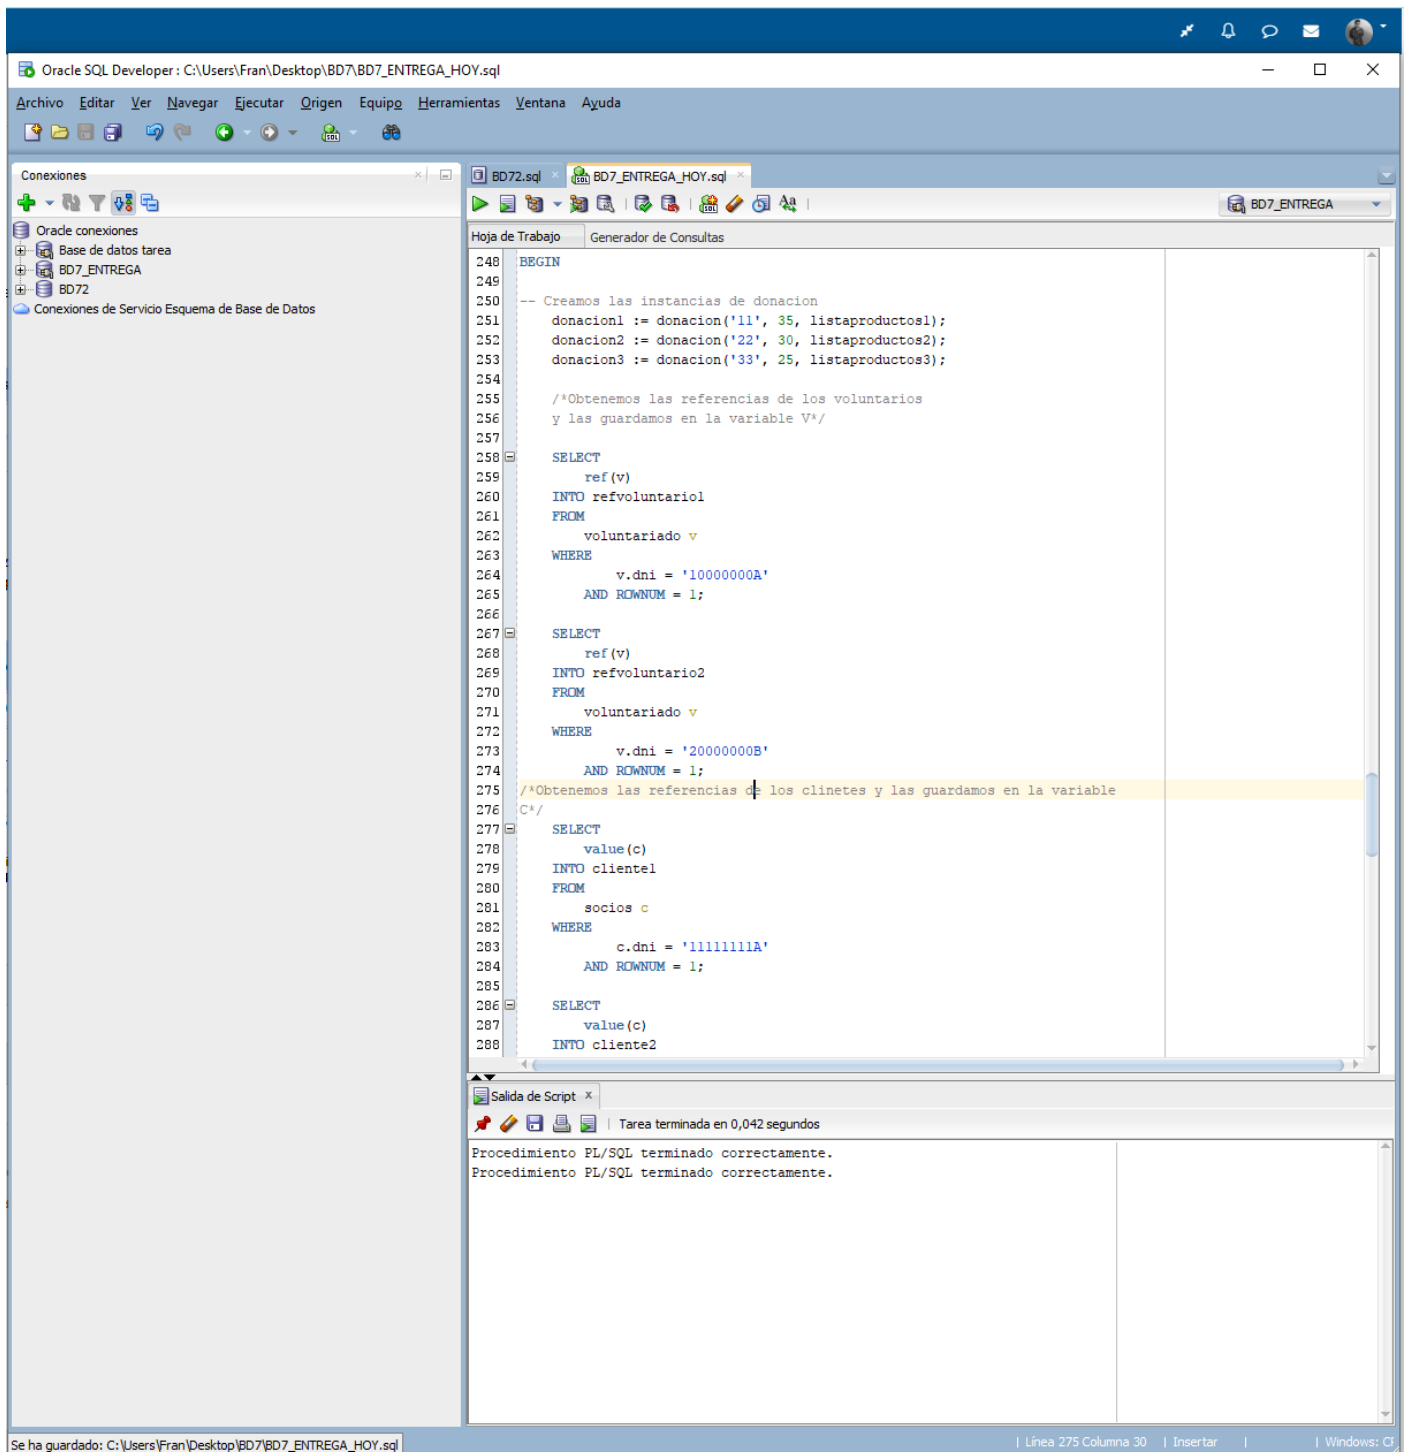 Oracle SQL Developer : C:\Users\Fran\Desktop\BD7\BD7_ENTREGA_HOY.sql
Archivo Editar Ver Navegar Ejecutar Origen Equipo Herramientas Ventana Ayuda
Conexiones
Oracle conexiones
Base de datos tarea
BD7_ENTREGA
BD72
Conexiones de Servicio Esquema de Base de Datos
BD72.sql BD7_ENTREGA_HOY.sql
BD7_ENTREGA
Hoja de Trabajo Generador de Consultas
248 BEGIN
249
250 -- Creamos las instancias de donacion
251 donacion1 := donacion('11', 35, listaproductos1);
252 donacion2 := donacion('22', 30, listaproductos2);
253 donacion3 := donacion('33', 25, listaproductos3);
254
255 /*Obtenemos las referencias de los voluntarios
256 y las guardamos en la variable V*/
257
258 SELECT
259 ref(v)
260 INTO refvoluntario1
261 FROM
262 voluntariado v
263 WHERE
264 v.dni = '10000000A'
265 AND ROWNUM = 1;
266
267 SELECT
268 ref(v)
269 INTO refvoluntario2
270 FROM
271 voluntariado v
272 WHERE
273 v.dni = '20000000B'
274 AND ROWNUM = 1;
275 /*Obtenemos las referencias de los clinetes y las guardamos en la variable
276 C*/
277 SELECT
278 value(c)
279 INTO cliente1
280 FROM
281 socios c
282 WHERE
283 c.dni = '11111111A'
284 AND ROWNUM = 1;
285
286 SELECT
287 value(c)
288 INTO cliente2
Salida de Script
Tarea terminada en 0,042 segundos
Procedimiento PL/SQL terminado correctamente.
Procedimiento PL/SQL terminado correctamente.
Se ha guardado: C:\Users\Fran\Desktop\BD7\BD7_ENTREGA_HOY.sql
| Línea 275 Columna 30 | Insertar | | Windows: CF